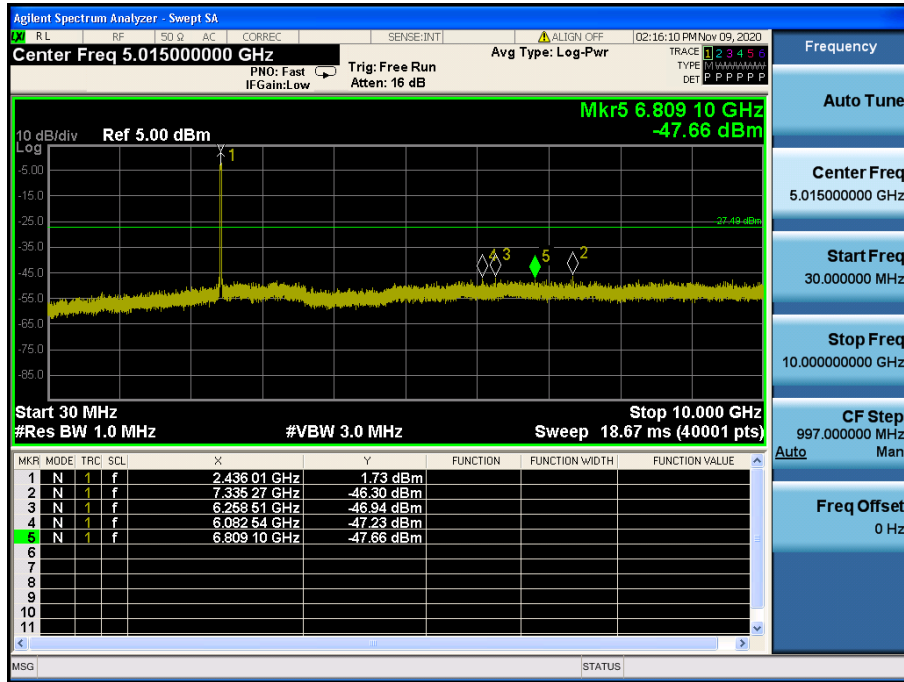 Agilent Spectrum Analyzer - Swept SA
LXI RL RF 50 Ω AC CORREC SENSE:INT ALIGN OFF 02:16:10 PM Nov 09, 2020
Center Freq 5.015000000 GHz
PNO: Fast
IFGain:Low
Trig: Free Run
Atten: 16 dB
Avg Type: Log-Pwr
TRACE 1 2 3 4 5 6
TYPE M WWWWW
DET P P P P P P
Mkr5 6.809 10 GHz
-47.66 dBm
10 dB/div Ref 5.00 dBm
Log
1
-5.00
-15.0
-25.0
-27.49 dBm
-35.0
4 3 5 2
-45.0
-55.0
-65.0
-75.0
-85.0
Start 30 MHz Stop 10.000 GHz
#Res BW 1.0 MHz #VBW 3.0 MHz Sweep 18.67 ms (40001 pts)
MKR MODE TRC SCL X Y FUNCTION FUNCTION WIDTH FUNCTION VALUE
1 N 1 f 2.436 01 GHz 1.73 dBm
2 N 1 f 7.335 27 GHz -46.30 dBm
3 N 1 f 6.258 51 GHz -46.94 dBm
4 N 1 f 6.082 54 GHz -47.23 dBm
5 N 1 f 6.809 10 GHz -47.66 dBm
6
7
8
9
10
11
MSG STATUS
Frequency
Auto Tune
Center Freq
5.015000000 GHz
Start Freq
30.000000 MHz
Stop Freq
10.000000000 GHz
CF Step
997.000000 MHz
Auto Man
Freq Offset
0 Hz